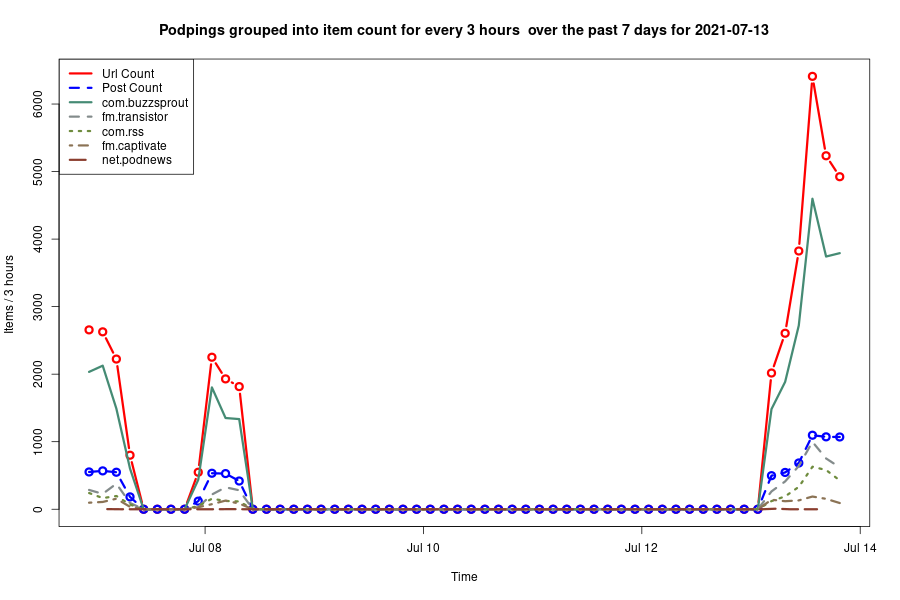 Podpings grouped into item count for every 3 hours  over the past 7 days for 2021-07-13
Url Count
Post Count
com.buzzsprout
fm.transistor
com.rss
fm.captivate
net.podnews
Items / 3 hours
6000
5000
4000
3000
2000
1000
0
Jul 08
Jul 10
Jul 12
Jul 14
Time